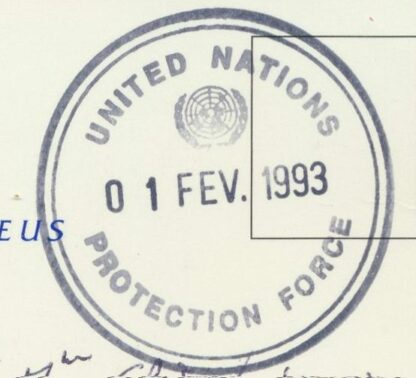 UNITED NATIONS
0 1 FEV. 1993
EUS
PROTECTION FORCE